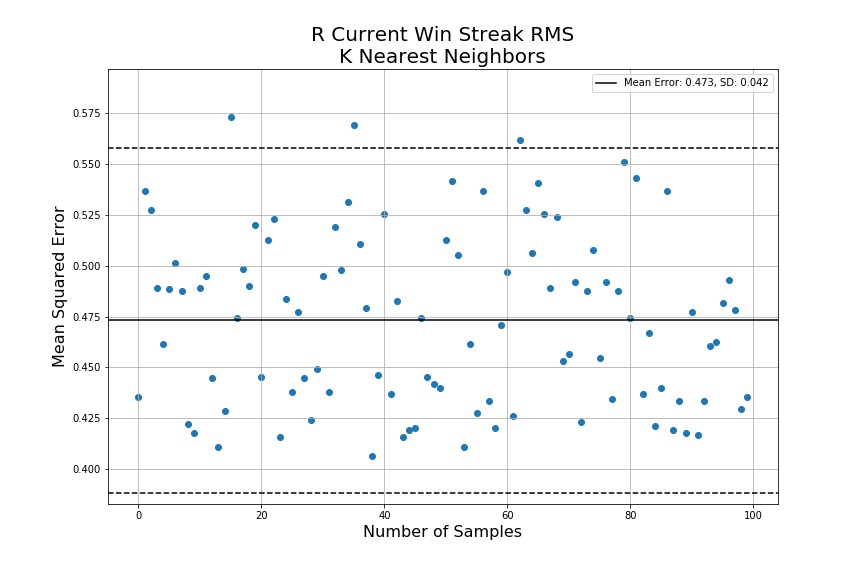 R Current Win Streak RMS
K Nearest Neighbors
Mean Error: 0.473, SD: 0.042
Mean Squared Error
0.575
0.550
0.525
0.500
0.475
0.450
0.425
0.400
0 20 40 60 80 100
Number of Samples